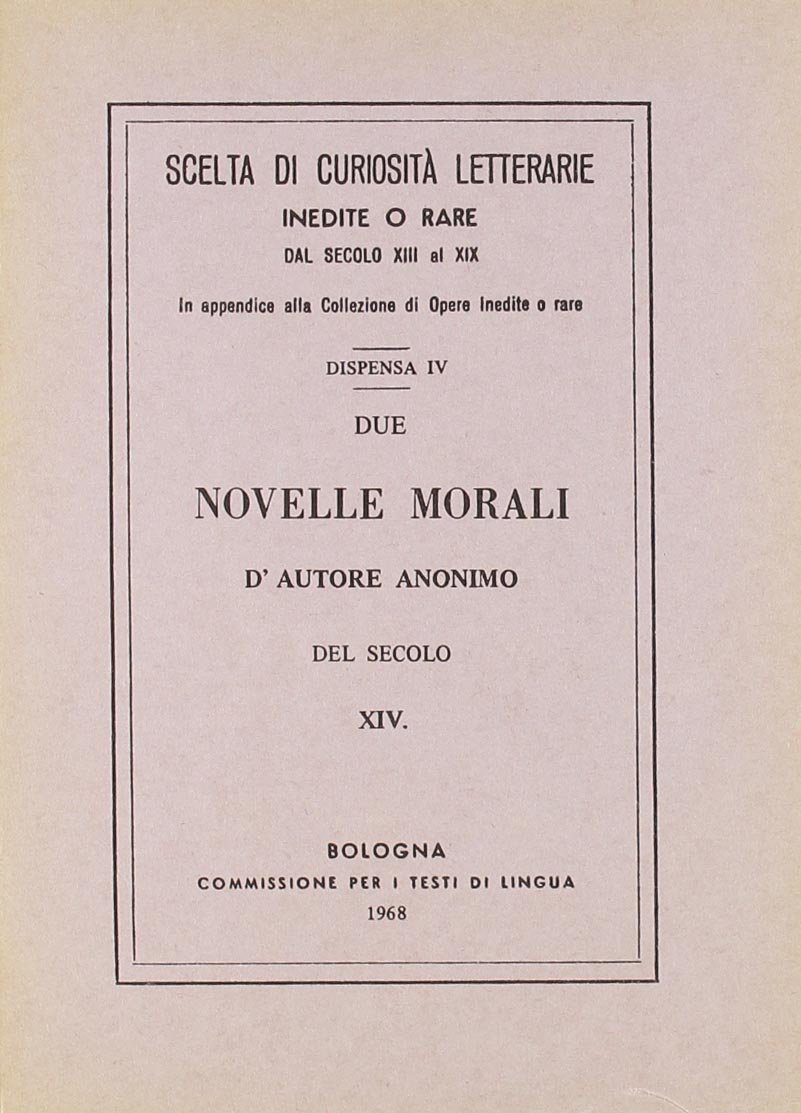 SCELTA DI CURIOSITÀ LETTERARIE
INEDITE O RARE
DAL SECOLO XIII al XIX
In appendice alla Collezione di Opere Inedite o rare
DISPENSA IV
DUE
NOVELLE MORALI
D' AUTORE ANONIMO
DEL SECOLO
XIV.
BOLOGNA
COMMISSIONE PER I TESTI DI LINGUA
1968